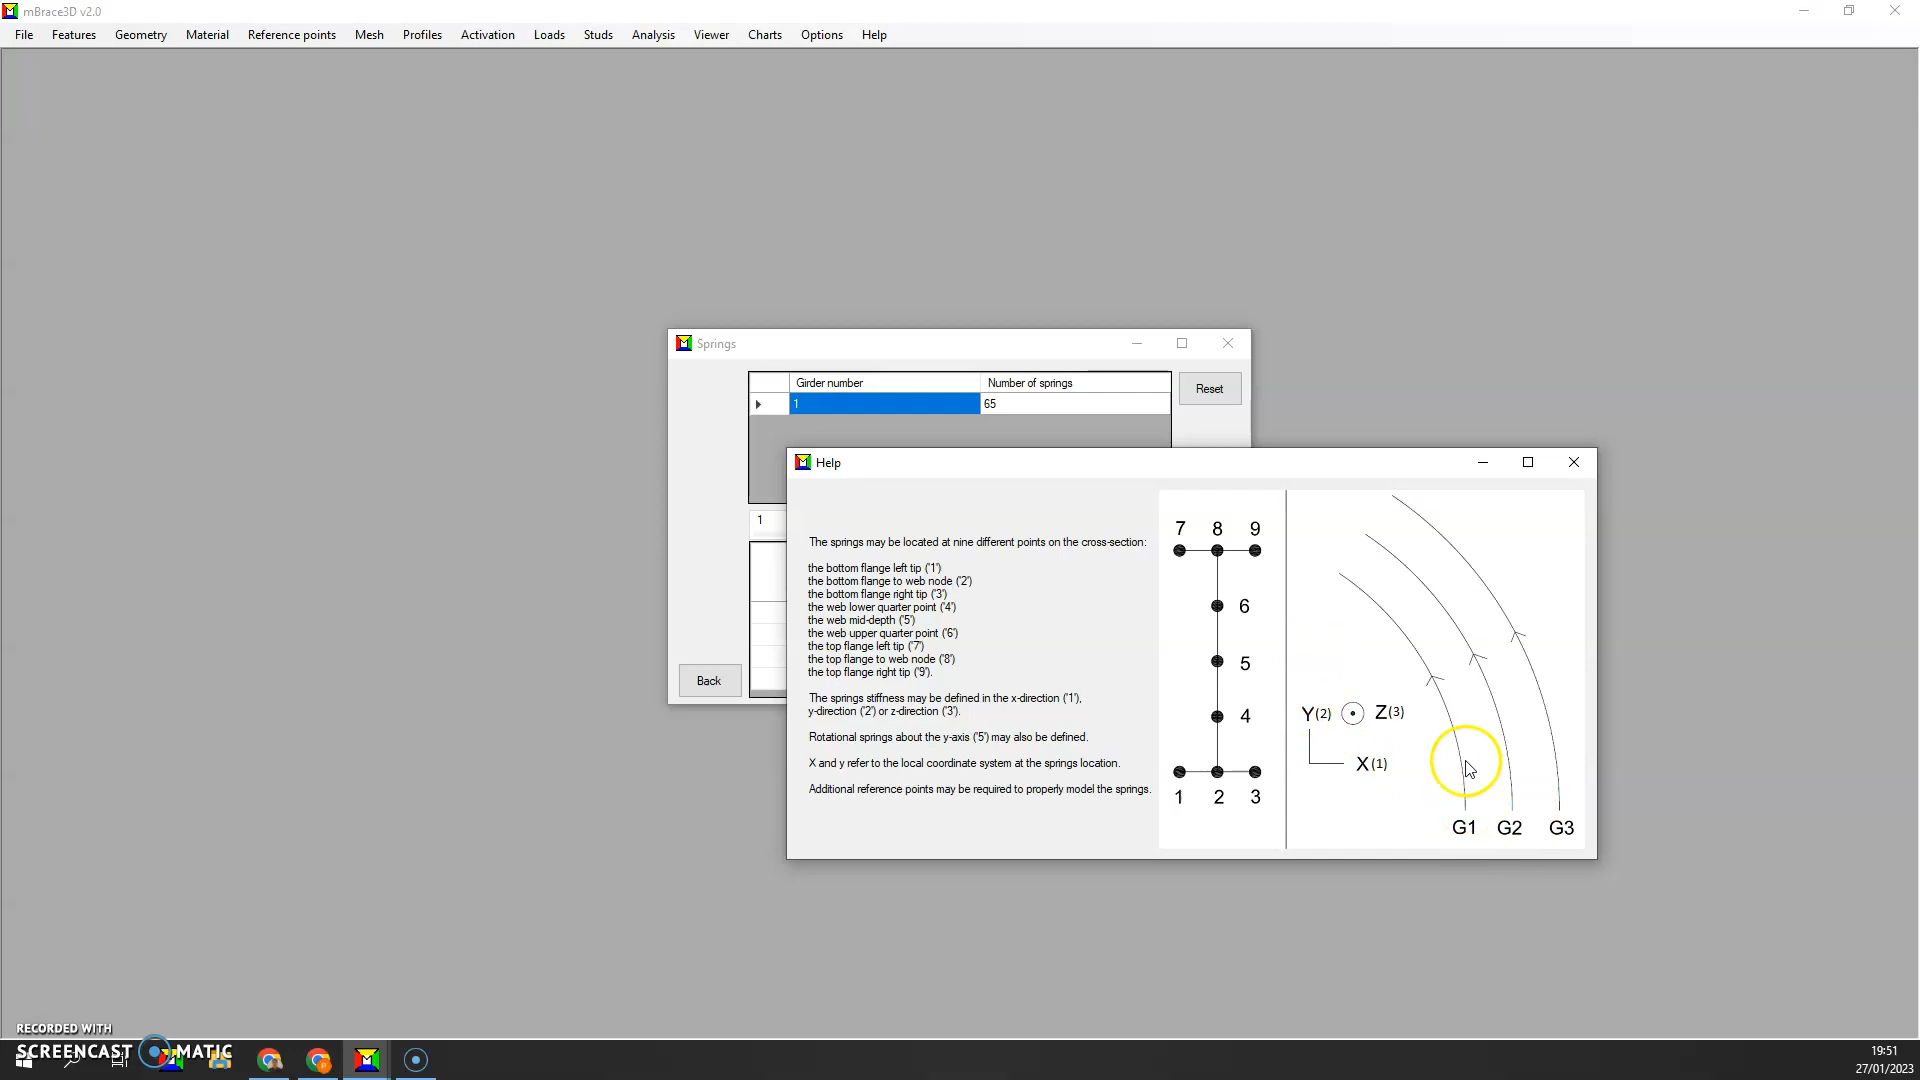 mBrace3D v2.0
File Features Geometry Material Reference points Mesh Profiles Activation Loads Studs Analysis Viewer Charts Options Help
Springs
Girder number Number of springs
1 65
Reset
1
Back
Help
The springs may be located at nine different points on the cross-section:
the bottom flange left tip ('1')
the bottom flange to web node ('2')
the bottom flange right tip ('3')
the web lower quarter point ('4')
the web mid-depth ('5')
the web upper quarter point ('6')
the top flange left tip ('7')
the top flange to web node ('8')
the top flange right tip ('9').
The springs stiffness may be defined in the x-direction ('1'),
y-direction ('2') or z-direction ('3').
Rotational springs about the y-axis ('5') may also be defined.
X and y refer to the local coordinate system at the springs location.
Additional reference points may be required to properly model the springs.
7 8 9
6
5
4
1 2 3
Y(2) Z(3)
X(1)
G1 G2 G3
RECORDED WITH
SCREENCAST MATIC
19:51
27/01/2023